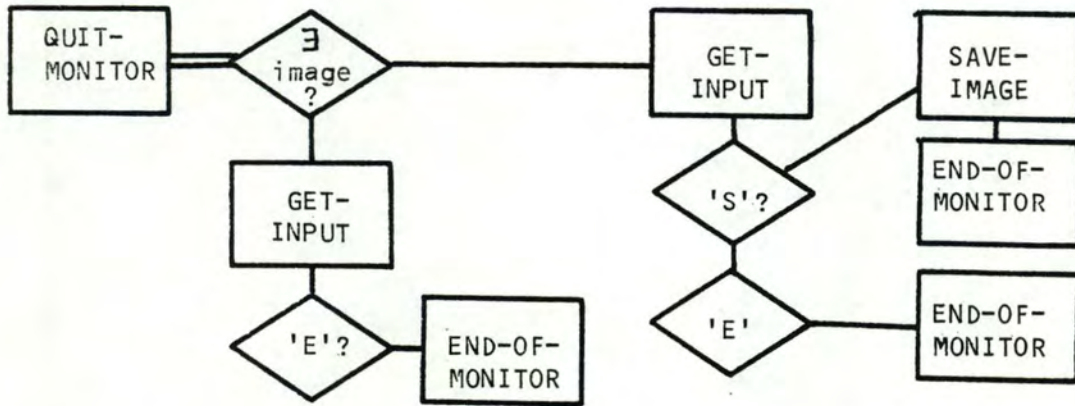 QUIT-
MONITOR
∃
image
?
GET-
INPUT
SAVE-
IMAGE
GET-
INPUT
'S'?
END-OF-
MONITOR
'E'?
END-OF-
MONITOR
'E'
END-OF-
MONITOR